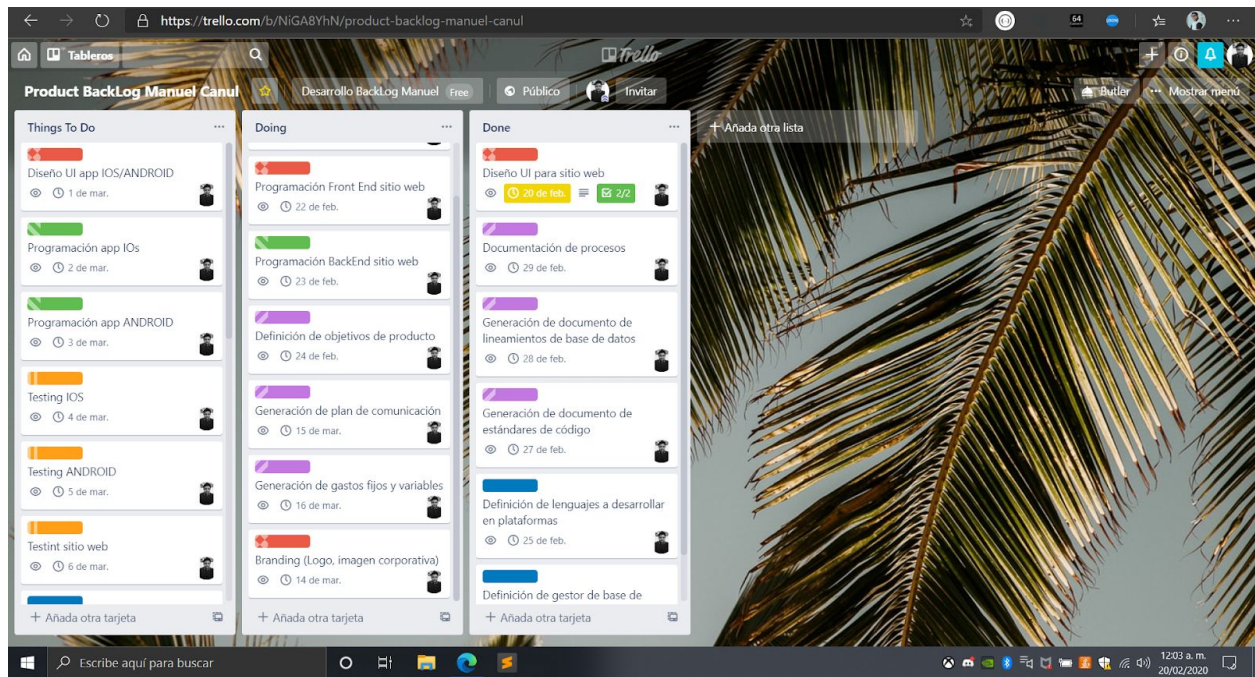 https://trello.com/b/NiGA8YhN/product-backlog-manuel-canul
64
Tableros
Trello
Product BackLog Manuel Canul
Desarrollo BackLog Manuel Free
Público
Invitar
Butler
··· Mostrar menú
Things To Do ···
Diseño UI app IOS/ANDROID
1 de mar.
Programación app IOs
2 de mar.
Programación app ANDROID
3 de mar.
Testing IOS
4 de mar.
Testing ANDROID
5 de mar.
Testint sitio web
6 de mar.
+ Añada otra tarjeta
Doing ···
Programación Front End sitio web
22 de feb.
Programación BackEnd sitio web
23 de feb.
Definición de objetivos de producto
24 de feb.
Generación de plan de comunicación
15 de mar.
Generación de gastos fijos y variables
16 de mar.
Branding (Logo, imagen corporativa)
14 de mar.
+ Añada otra tarjeta
Done ···
Diseño UI para sitio web
20 de feb. 2/2
Documentación de procesos
29 de feb.
Generación de documento de
lineamientos de base de datos
28 de feb.
Generación de documento de
estándares de código
27 de feb.
Definición de lenguajes a desarrollar
en plataformas
25 de feb.
Definición de gestor de base de
+ Añada otra tarjeta
+ Añada otra lista
Escribe aquí para buscar
12:03 a. m.
20/02/2020